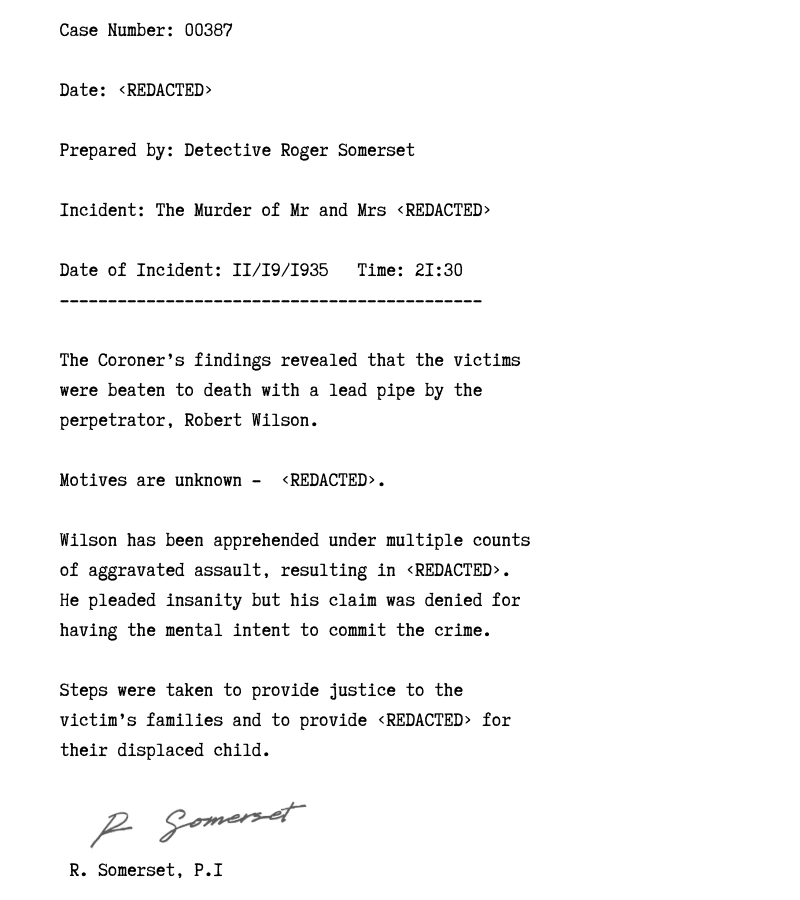 Case Number: 00387
Date: <REDACTED>
Prepared by: Detective Roger Somerset
Incident: The Murder of Mr and Mrs <REDACTED>
Date of Incident: II/I9/I935   Time: 2I:30
--------------------------------------------
The Coroner's findings revealed that the victims
were beaten to death with a lead pipe by the
perpetrator, Robert Wilson.
Motives are unknown -  <REDACTED>.
Wilson has been apprehended under multiple counts
of aggravated assault, resulting in <REDACTED>.
He pleaded insanity but his claim was denied for
having the mental intent to commit the crime.
Steps were taken to provide justice to the
victim's families and to provide <REDACTED> for
their displaced child.
R Somerset
R. Somerset, P.I